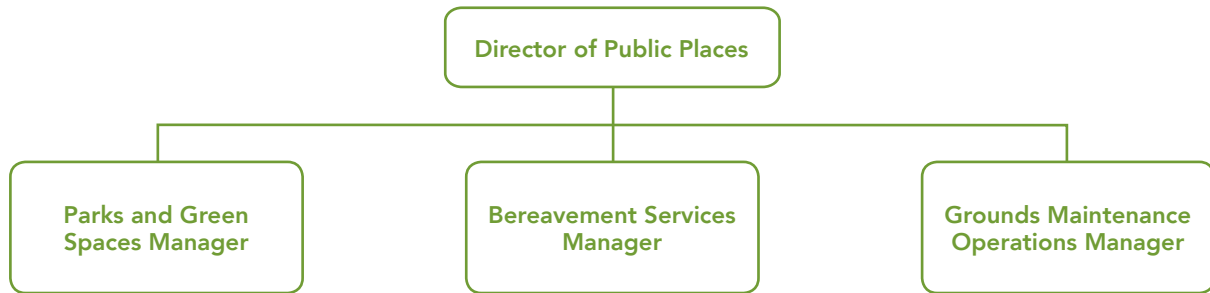 Director of Public Places
Parks and Green
Spaces Manager
Bereavement Services
Manager
Grounds Maintenance
Operations Manager